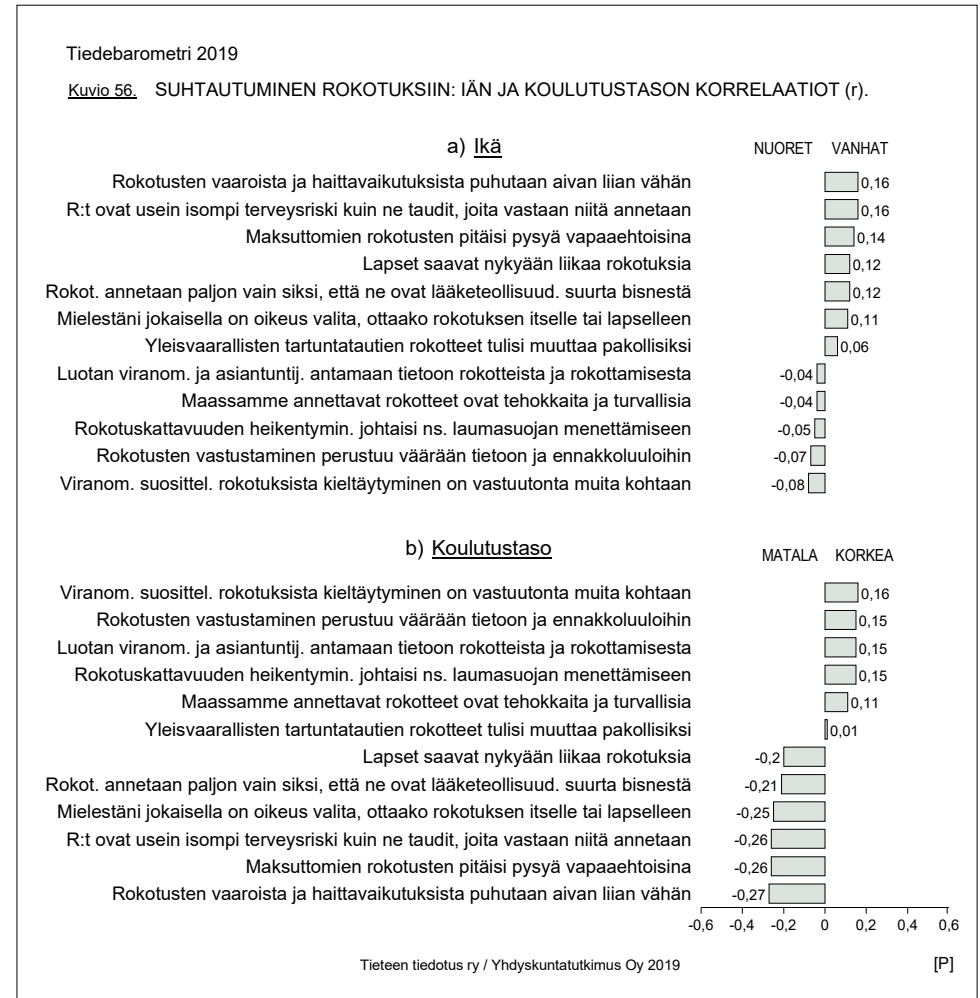 Tiedebarometri 2019
Kuvio 56. SUHTAUTUMINEN ROKOTUKSIIN: IÄN JA KOULUTUSTASON KORRELAATIOT (r).
a) Ikä NUORET VANHAT
Rokotusten vaaroista ja haittavaikutuksista puhutaan aivan liian vähän 0,16
R:t ovat usein isompi terveysriski kuin ne taudit, joita vastaan niitä annetaan 0,16
Maksuttomien rokotusten pitäisi pysyä vapaaehtoisina 0,14
Lapset saavat nykyään liikaa rokotuksia 0,12
Rokot. annetaan paljon vain siksi, että ne ovat lääketeollisuud. suurta bisnestä 0,12
Mielestäni jokaisella on oikeus valita, ottaako rokotuksen itselle tai lapselleen 0,11
Yleisvaarallisten tartuntatautien rokotteet tulisi muuttaa pakollisiksi 0,06
Luotan viranom. ja asiantuntij. antamaan tietoon rokotteista ja rokottamisesta -0,04
Maassamme annettavat rokotteet ovat tehokkaita ja turvallisia -0,04
Rokotuskattavuuden heikentymin. johtaisi ns. laumasuojan menettämiseen -0,05
Rokotusten vastustaminen perustuu väärään tietoon ja ennakkoluuloihin -0,07
Viranom. suosittel. rokotuksista kieltäytyminen on vastuutonta muita kohtaan -0,08
b) Koulutustaso MATALA KORKEA
Viranom. suosittel. rokotuksista kieltäytyminen on vastuutonta muita kohtaan 0,16
Rokotusten vastustaminen perustuu väärään tietoon ja ennakkoluuloihin 0,15
Luotan viranom. ja asiantuntij. antamaan tietoon rokotteista ja rokottamisesta 0,15
Rokotuskattavuuden heikentymin. johtaisi ns. laumasuojan menettämiseen 0,15
Maassamme annettavat rokotteet ovat tehokkaita ja turvallisia 0,11
Yleisvaarallisten tartuntatautien rokotteet tulisi muuttaa pakollisiksi 0,01
Lapset saavat nykyään liikaa rokotuksia -0,2
Rokot. annetaan paljon vain siksi, että ne ovat lääketeollisuud. suurta bisnestä -0,21
Mielestäni jokaisella on oikeus valita, ottaako rokotuksen itselle tai lapselleen -0,25
R:t ovat usein isompi terveysriski kuin ne taudit, joita vastaan niitä annetaan -0,26
Maksuttomien rokotusten pitäisi pysyä vapaaehtoisina -0,26
Rokotusten vaaroista ja haittavaikutuksista puhutaan aivan liian vähän -0,27
-0,6 -0,4 -0,2 0 0,2 0,4 0,6
Tieteen tiedotus ry / Yhdyskuntatutkimus Oy 2019 [P]